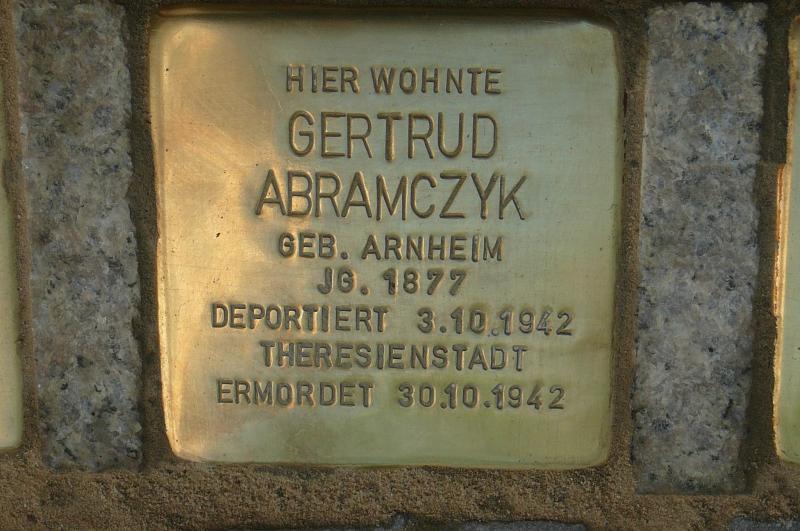 HIER WOHNTE
GERTRUD
ABRAMCZYK
GEB. ARNHEIM
JG. 1877
DEPORTIERT 3.10.1942
THERESIENSTADT
ERMORDET 30.10.1942